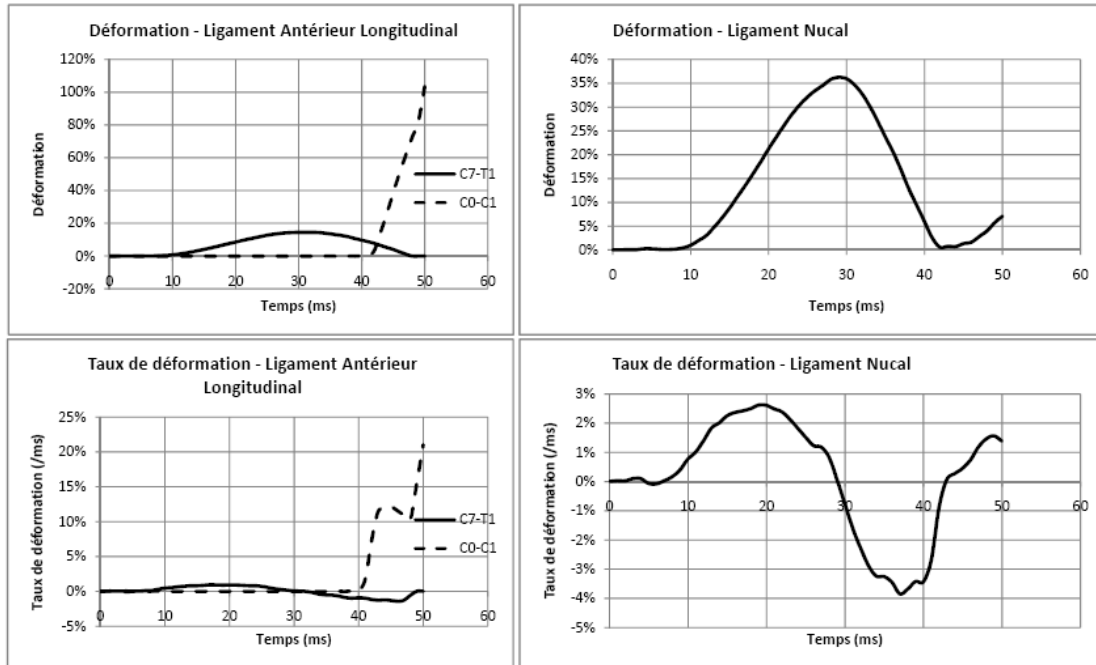 Déformation - Ligament Antérieur Longitudinal
120%
100%
80%
60%
40%
20%
0%
-20%
0 10 20 30 40 50 60
Déformation
Temps (ms)
C7-T1
C0-C1
Déformation - Ligament Nucal
40%
35%
30%
25%
20%
15%
10%
5%
0%
0 10 20 30 40 50 60
Déformation
Temps (ms)
Taux de déformation - Ligament Antérieur
Longitudinal
25%
20%
15%
10%
5%
0%
-5%
0 10 20 30 40 50 60
Taux de déformation (/ms)
Temps (ms)
C7-T1
C0-C1
Taux de déformation - Ligament Nucal
3%
2%
1%
0%
-1%
-2%
-3%
-4%
-5%
0 10 20 30 40 50 60
Taux de déformation (/ms)
Temps (ms)